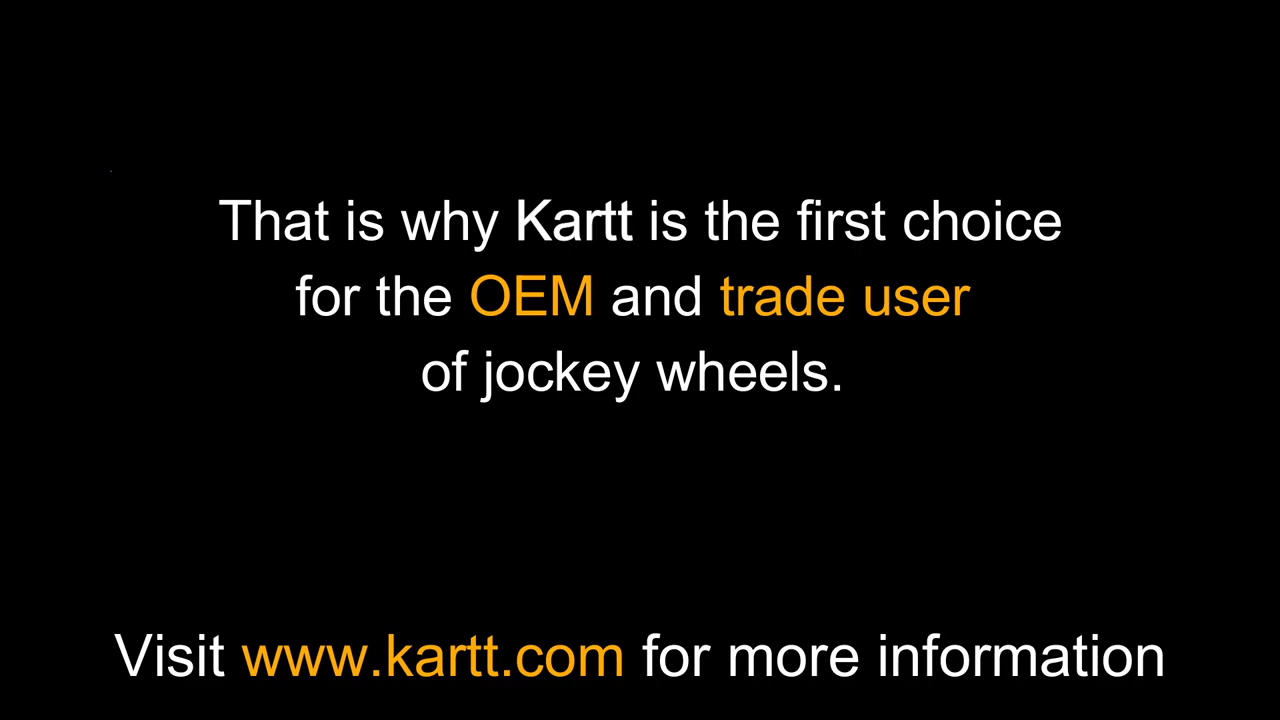 That is why Kartt is the first choice
for the OEM and trade user
of jockey wheels.
Visit www.kartt.com for more information